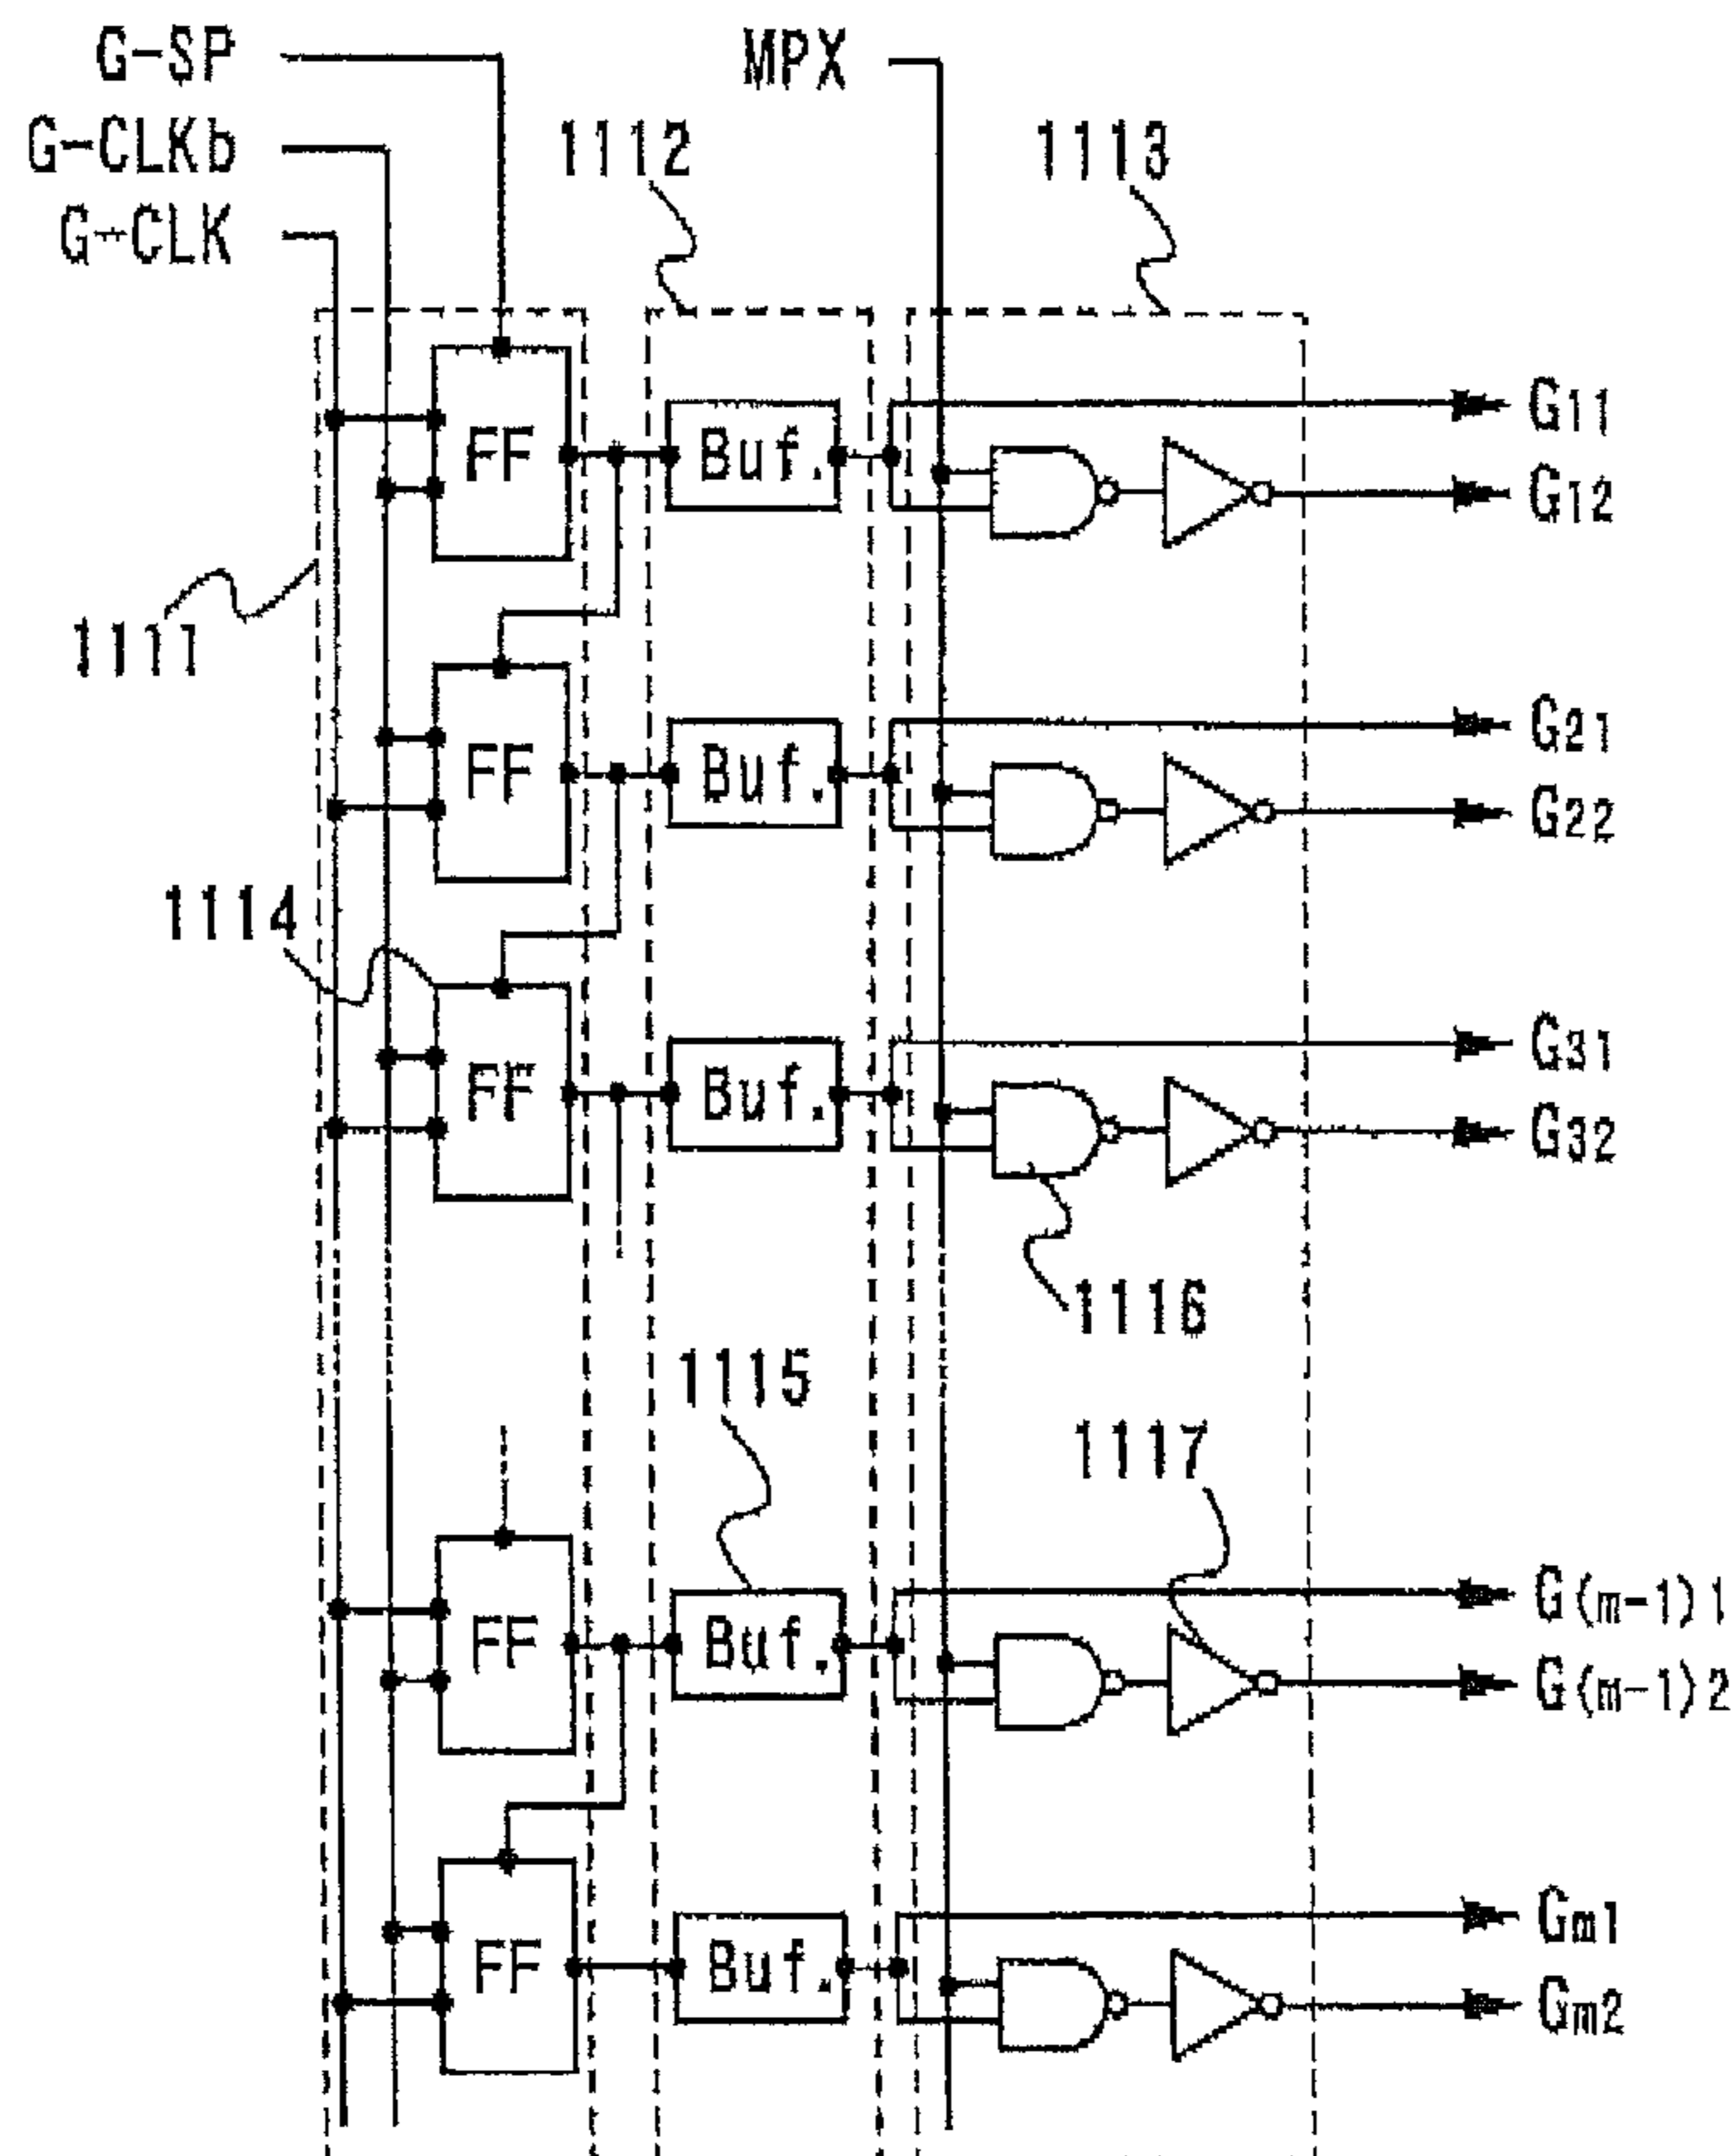 G-SP
MPX
G-CLKb
1112
1113
G-CLK
G11
FF
Buf.
G12
1111
G21
FF
Buf.
G22
1114
G31
FF
Buf.
G32
1116
1115
1117
G(m-1)1
FF
Buf.
G(m-1)2
Gm1
FF
Buf.
Gm2